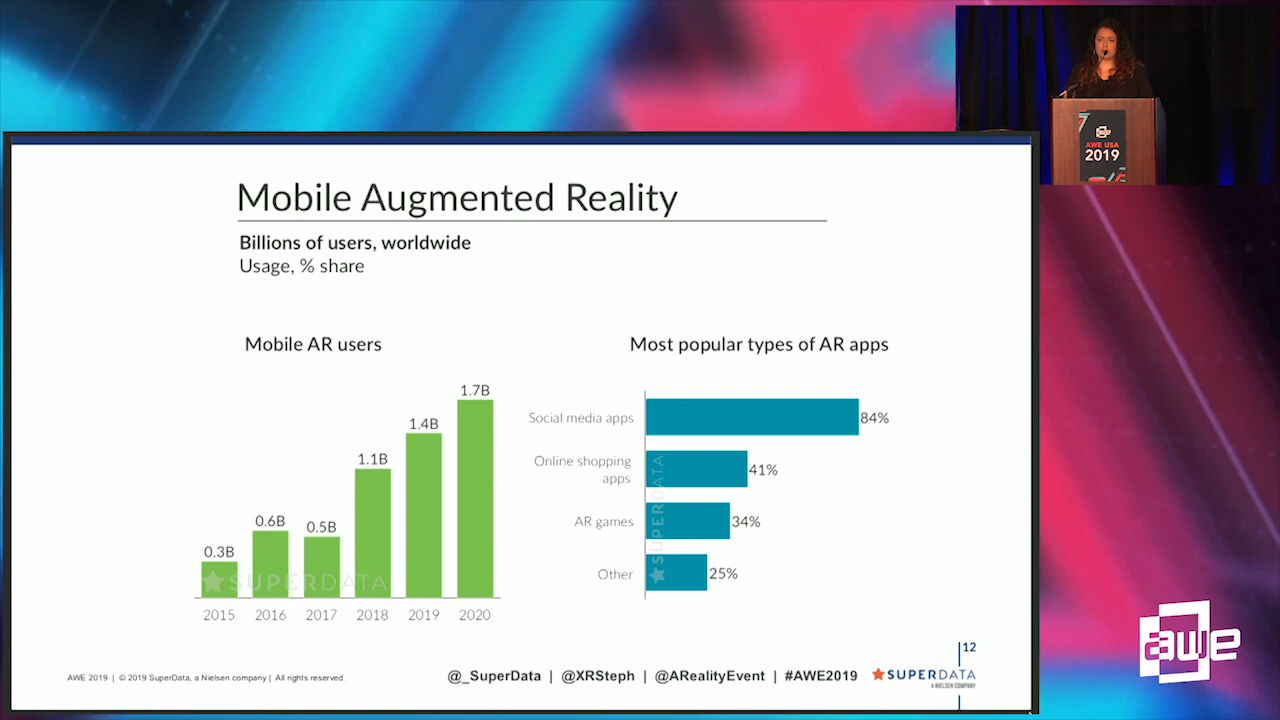 AWE USA
2019
Mobile Augmented Reality
Billions of users, worldwide
Usage, % share
Mobile AR users
1.7B
1.4B
1.1B
0.6B
0.5B
0.3B
SUPERDATA
2015 2016 2017 2018 2019 2020
Most popular types of AR apps
Social media apps 84%
Online shopping
apps 41%
AR games 34%
Other 25%
SUPERDATA
12
AWE 2019 | © 2019 SuperData, a Nielsen company | All rights reserved.
@_SuperData | @XRSteph | @ARealityEvent | #AWE2019
SUPERDATA
A NIELSEN COMPANY
awe